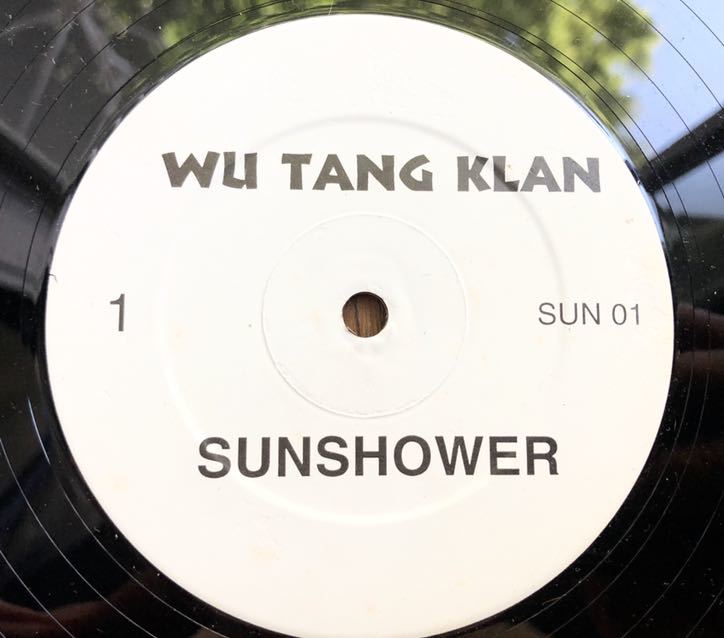 WU TANG KLAN
1
SUN 01
SUNSHOWER